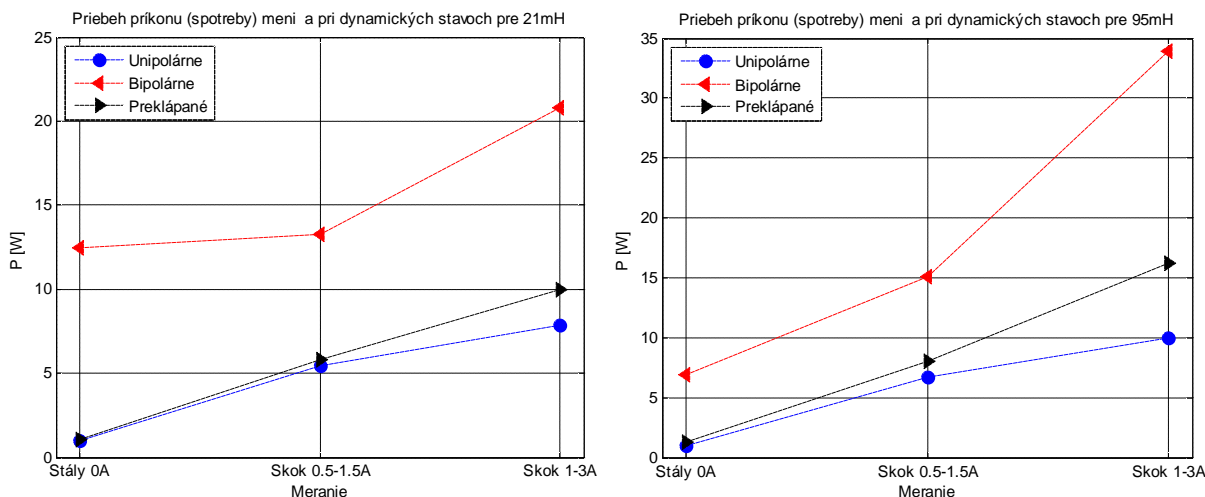 Priebeh príkonu (spotreby) meni a pri dynamických stavoch pre 21mH
25
20
15
10
5
0
P [W]
Unipolárne
Bipolárne
Preklápané
Stály 0A
Skok 0.5-1.5A
Skok 1-3A
Meranie
Priebeh príkonu (spotreby) meni a pri dynamických stavoch pre 95mH
35
30
25
20
15
10
5
0
P [W]
Unipolárne
Bipolárne
Preklápané
Stály 0A
Skok 0.5-1.5A
Skok 1-3A
Meranie